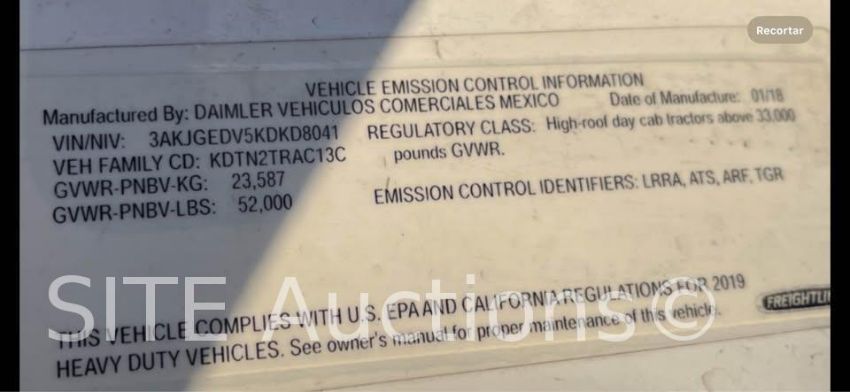 Recortar
VEHICLE EMISSION CONTROL INFORMATION
Manufactured By: DAIMLER VEHICULOS COMERCIALES MEXICO
Date of Manufacture: 01/18
VIN/NIV: 3AKJGEDV5KDKD8041
REGULATORY CLASS: High-roof day cab tractors above 33,000
pounds GVWR.
VEH FAMILY CD: KDTN2TRAC13C
GVWR-PNBV-KG: 23,587
GVWR-PNBV-LBS: 52,000
EMISSION CONTROL IDENTIFIERS: LRRA, ATS, ARF, TGR
SITE Auctions©
THIS VEHICLE COMPLIES WITH U.S. EPA AND CALIFORNIA REGULATIONS FOR 2019
HEAVY DUTY VEHICLES. See owner's manual for proper maintenance of this vehicle.
FREIGHTLI